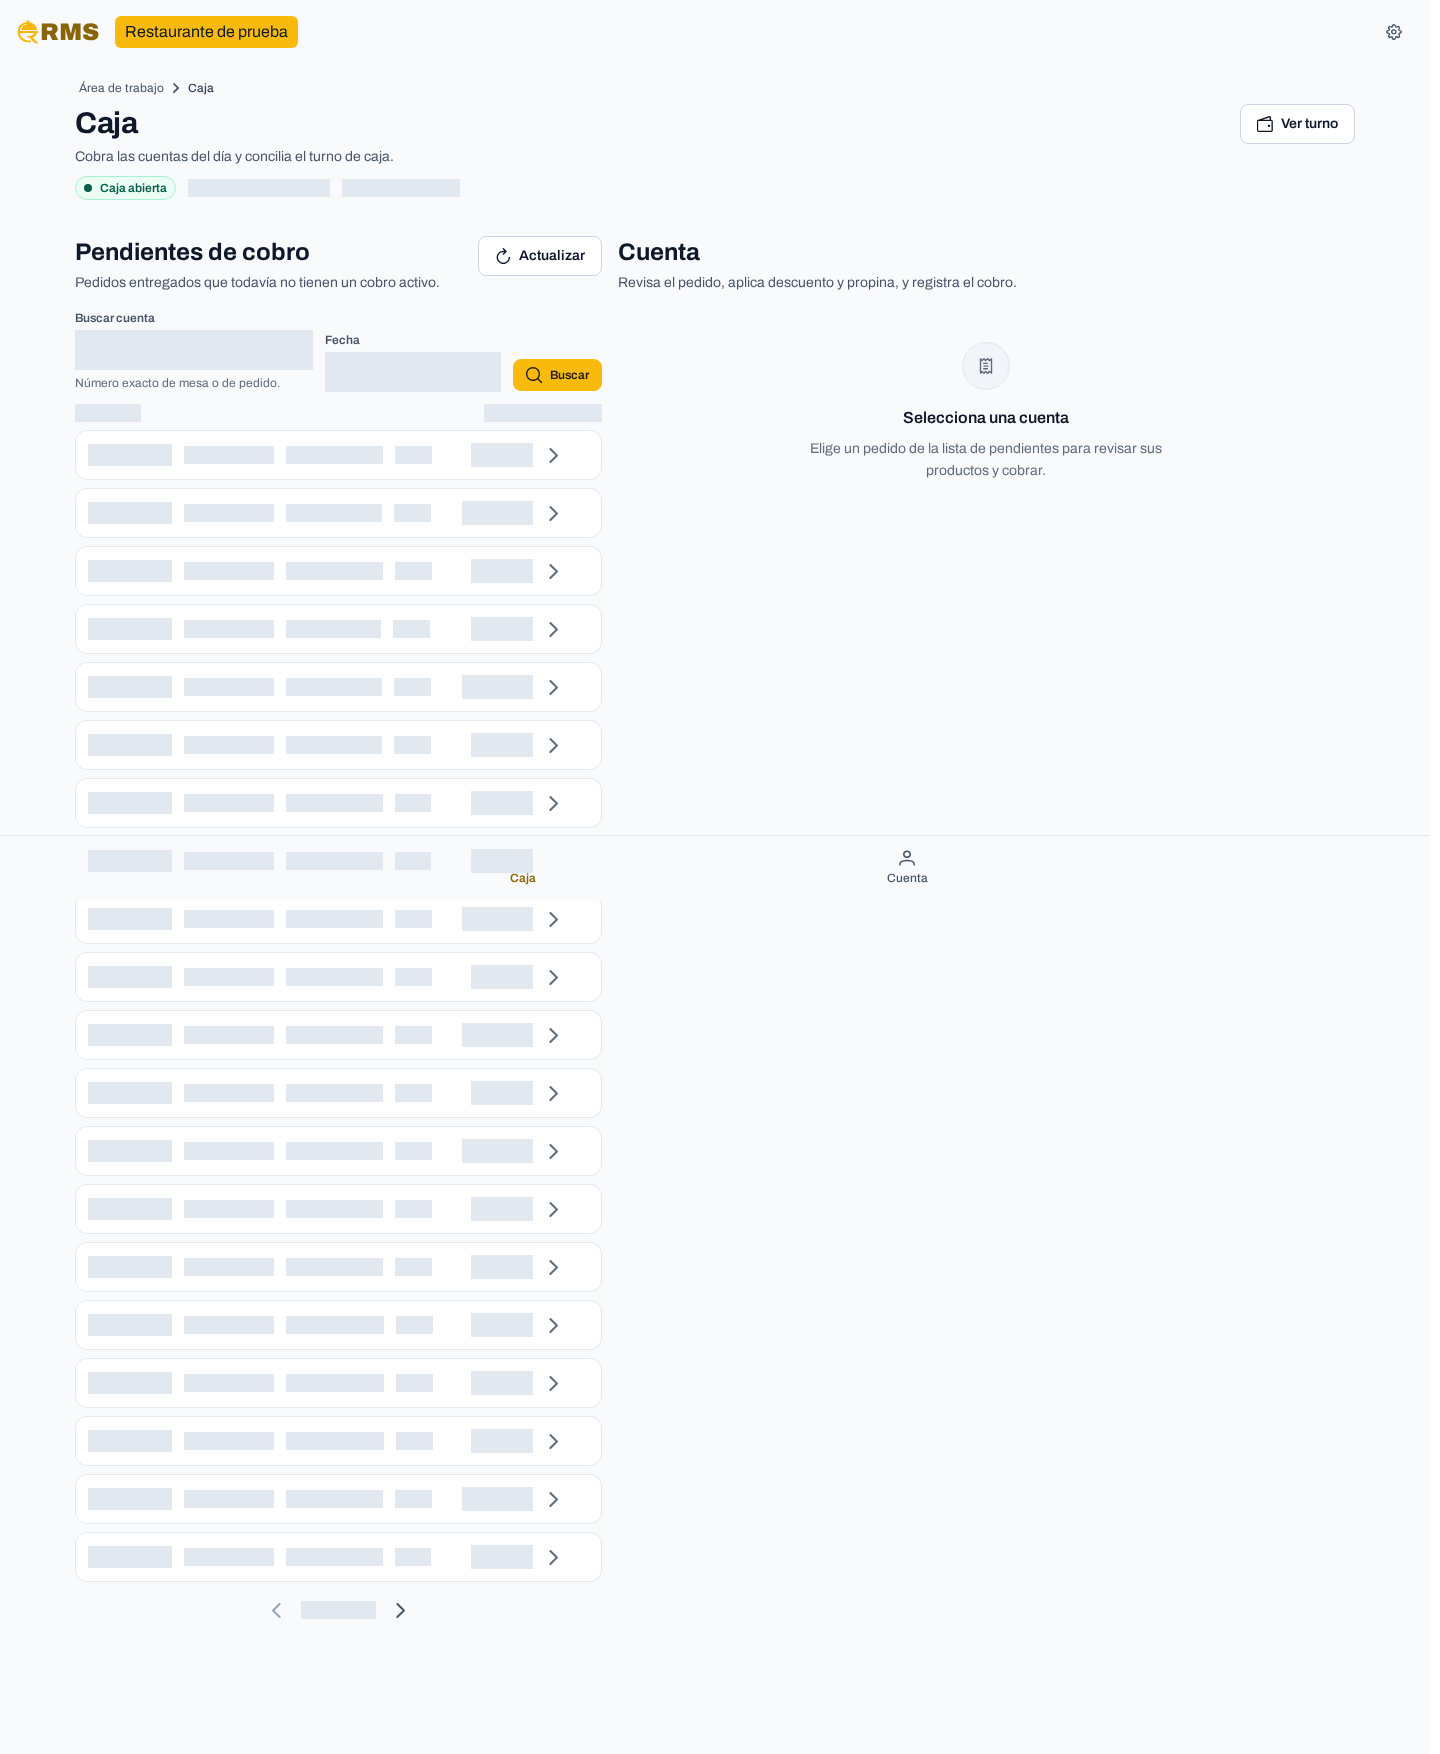 RMS
Restaurante de prueba
Área de trabajo
Caja
Caja
Ver turno
Cobra las cuentas del día y concilia el turno de caja.
Caja abierta
Pendientes de cobro
Actualizar
Pedidos entregados que todavía no tienen un cobro activo.
Buscar cuenta
Fecha
Número exacto de mesa o de pedido.
Buscar
Cuenta
Revisa el pedido, aplica descuento y propina, y registra el cobro.
Selecciona una cuenta
Elige un pedido de la lista de pendientes para revisar sus
productos y cobrar.
Caja
Cuenta